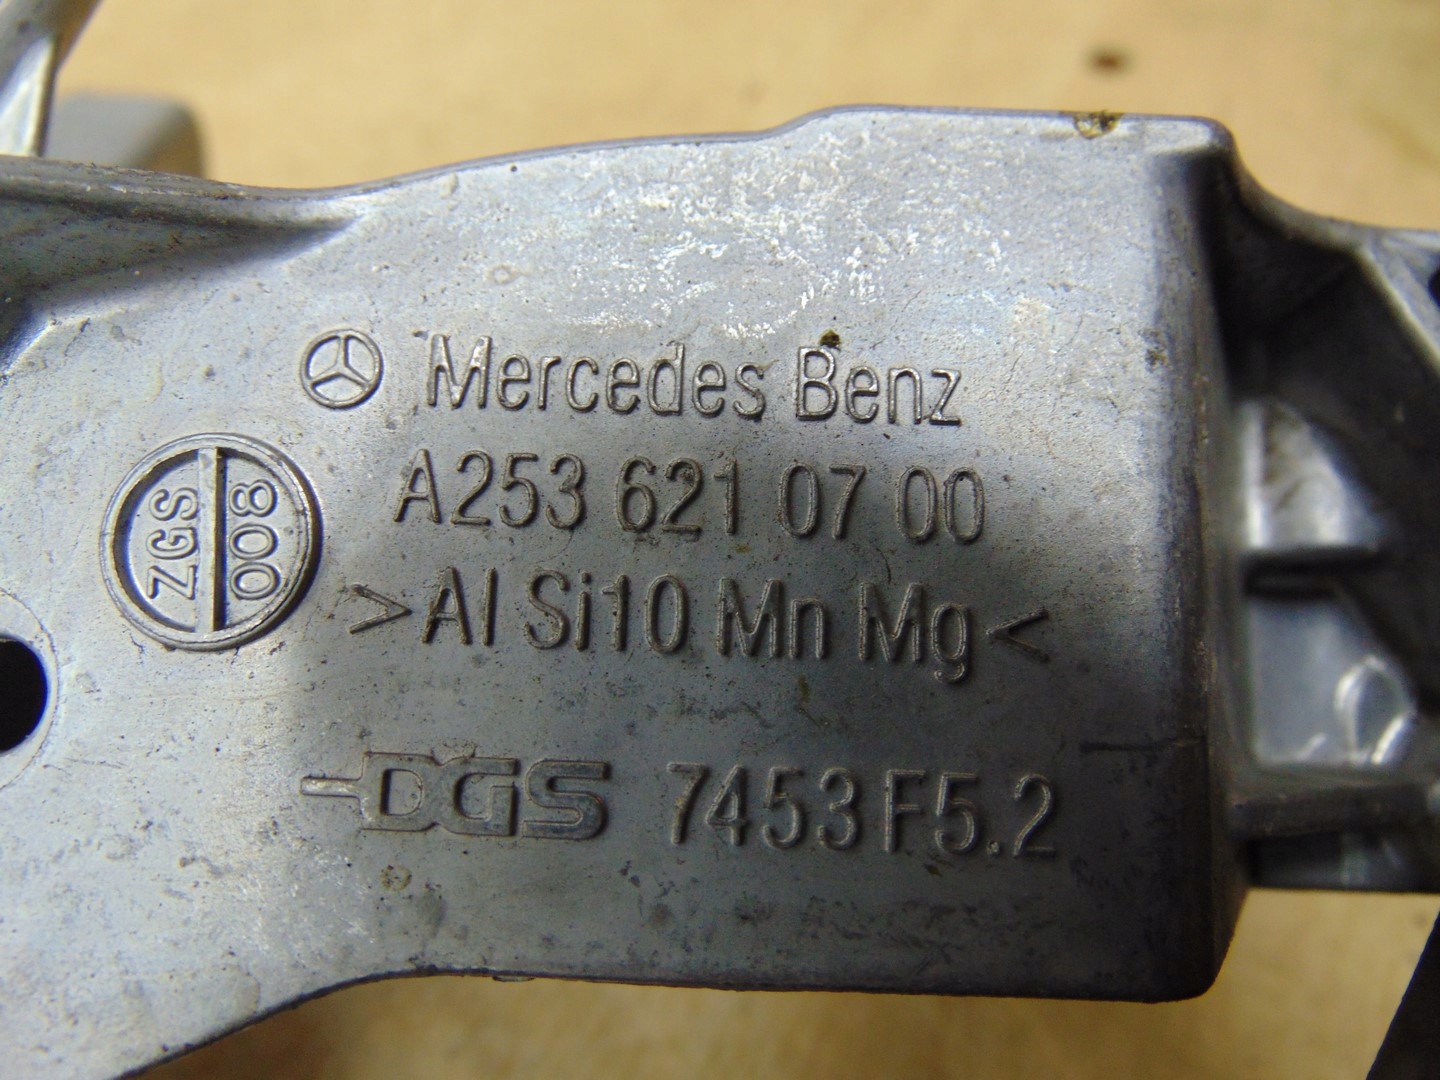 Mercedes Benz
A253 621 07 00
ZGS
008
>Al Si10 Mn Mg<
DGS 7453 F5.2